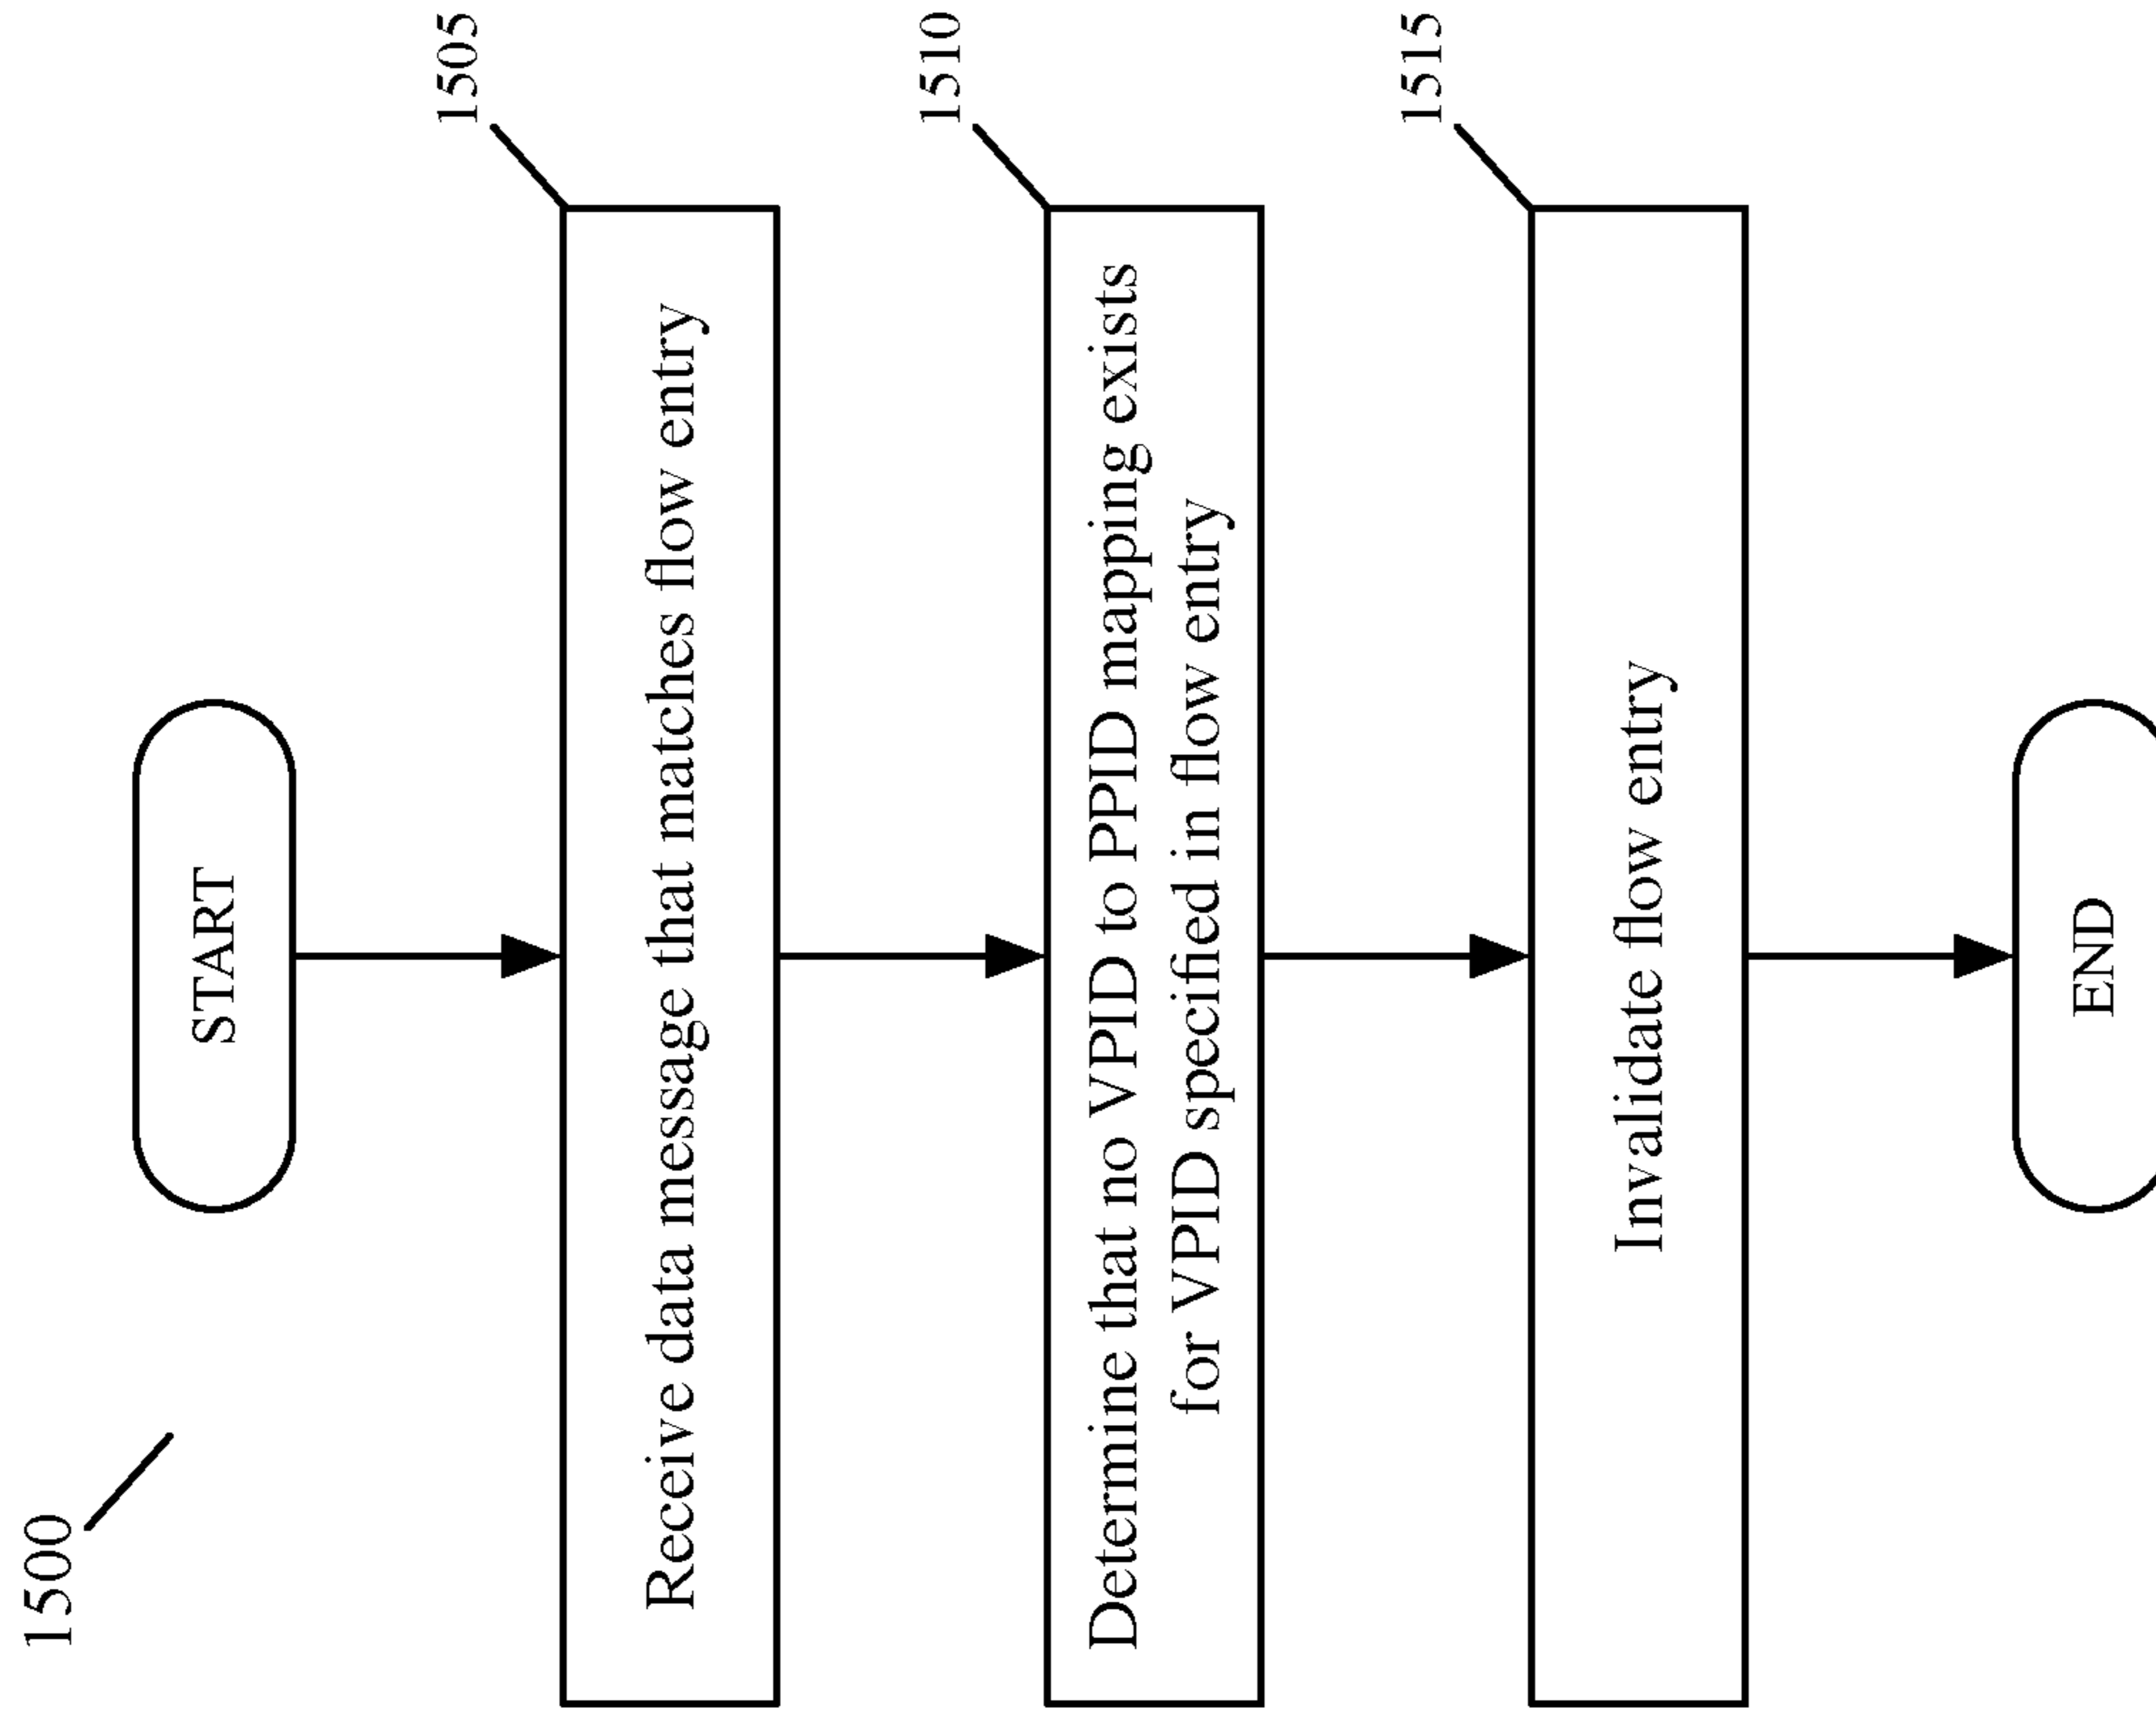 1500
START
1505
Receive data message that matches flow entry
1510
Determine that no VPID to PPID mapping exists
for VPID specified in flow entry
1515
Invalidate flow entry
END